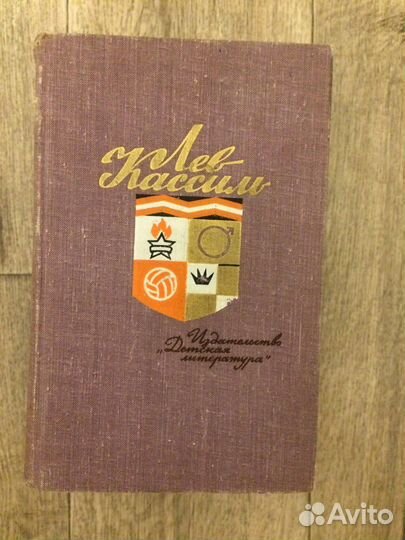 Лев
Кассиль
Издательство
„Детская
литература"
Avito